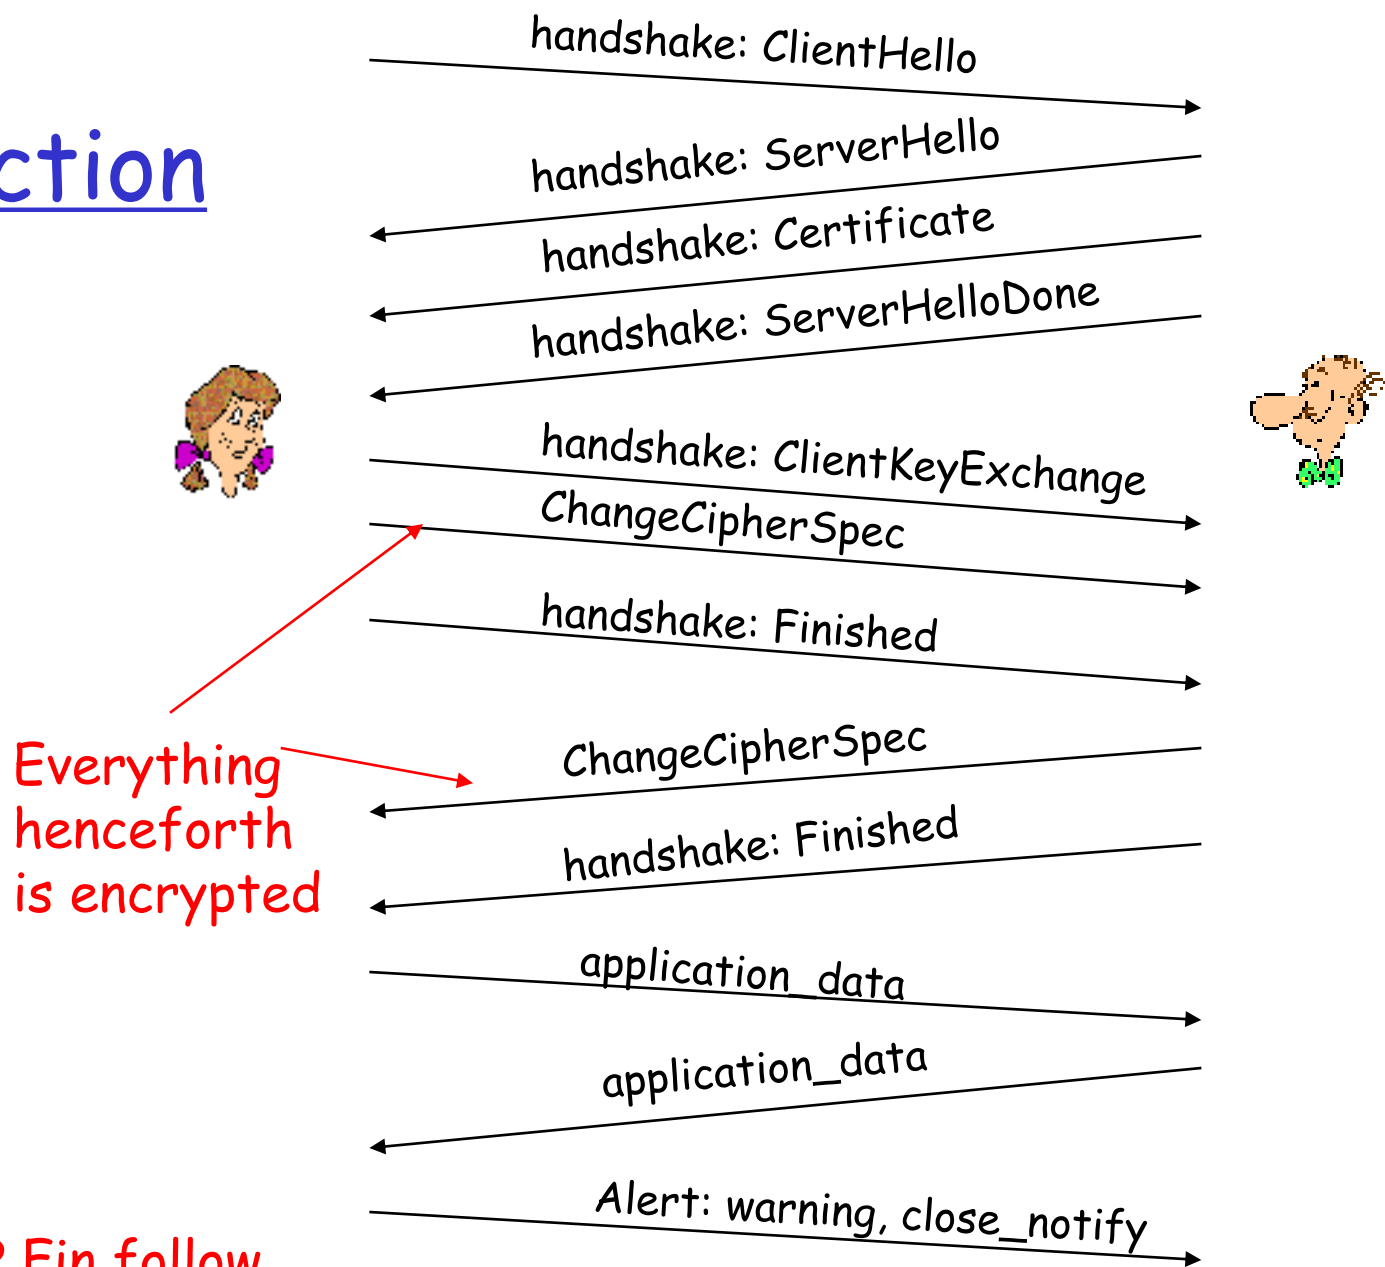 handshake: ClientHello
ction
handshake: ServerHello
handshake: Certificate
handshake: ServerHelloDone
handshake: ClientKeyExchange
ChangeCipherSpec
handshake: Finished
Everything
henceforth
is encrypted
ChangeCipherSpec
handshake: Finished
application_data
application_data
Alert: warning, close_notify
Fin follow